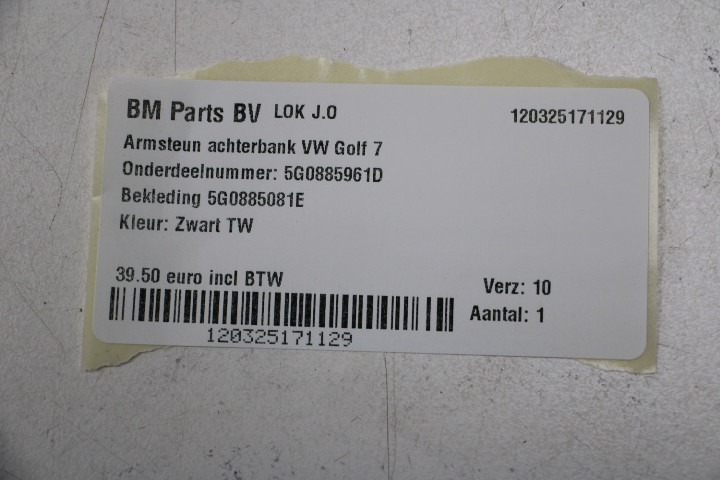 BM Parts BV LOK J.O 120325171129
Armsteun achterbank VW Golf 7
Onderdeelnummer: 5G0885961D
Bekleding 5G0885081E
Kleur: Zwart TW
39.50 euro incl BTW
Verz: 10
Aantal: 1
120325171129